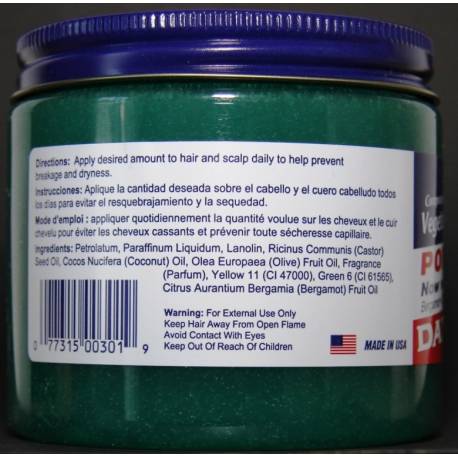 Directions: Apply desired amount to hair and scalp daily to help prevent
breakage and dryness.
Instrucciones: Aplique la cantidad deseada sobre el cabello y el cuero cabelludo todos
los días para evitar el resquebrajamiento y la sequedad.
Mode d'emploi : appliquer quotidiennement la quantité voulue sur les cheveux et le cuir
chevelu pour éviter les cheveux cassants et prévenir toute sécheresse capillaire.
Ingredients: Petrolatum, Paraffinum Liquidum, Lanolin, Ricinus Communis (Castor)
Seed Oil, Cocos Nucifera (Coconut) Oil, Olea Europaea (Olive) Fruit Oil, Fragrance
(Parfum), Yellow 11 (CI 47000), Green 6 (CI 61565),
Citrus Aurantium Bergamia (Bergamot) Fruit Oil
Warning: For External Use Only
Keep Hair Away From Open Flame
Avoid Contact With Eyes
Keep Out Of Reach Of Children
0 77315 00301 9
MADE IN USA